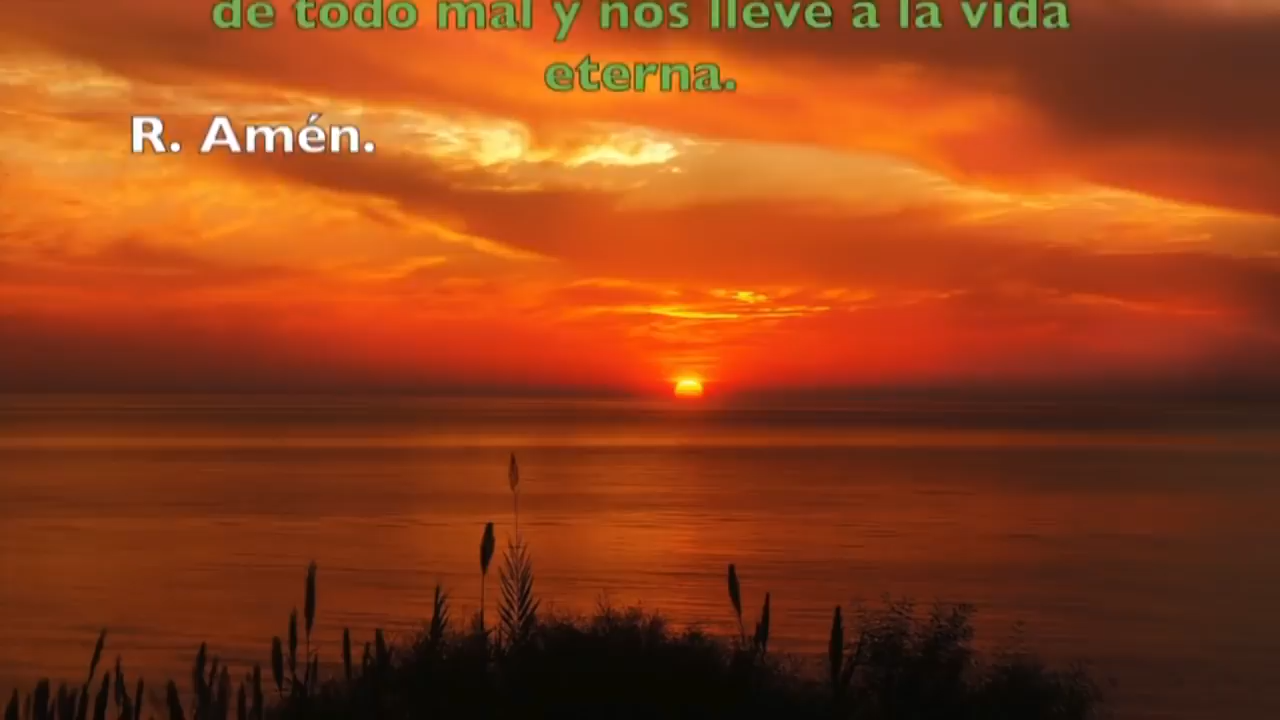 de todo mal y nos lleve a la vida
eterna.
R. Amén.